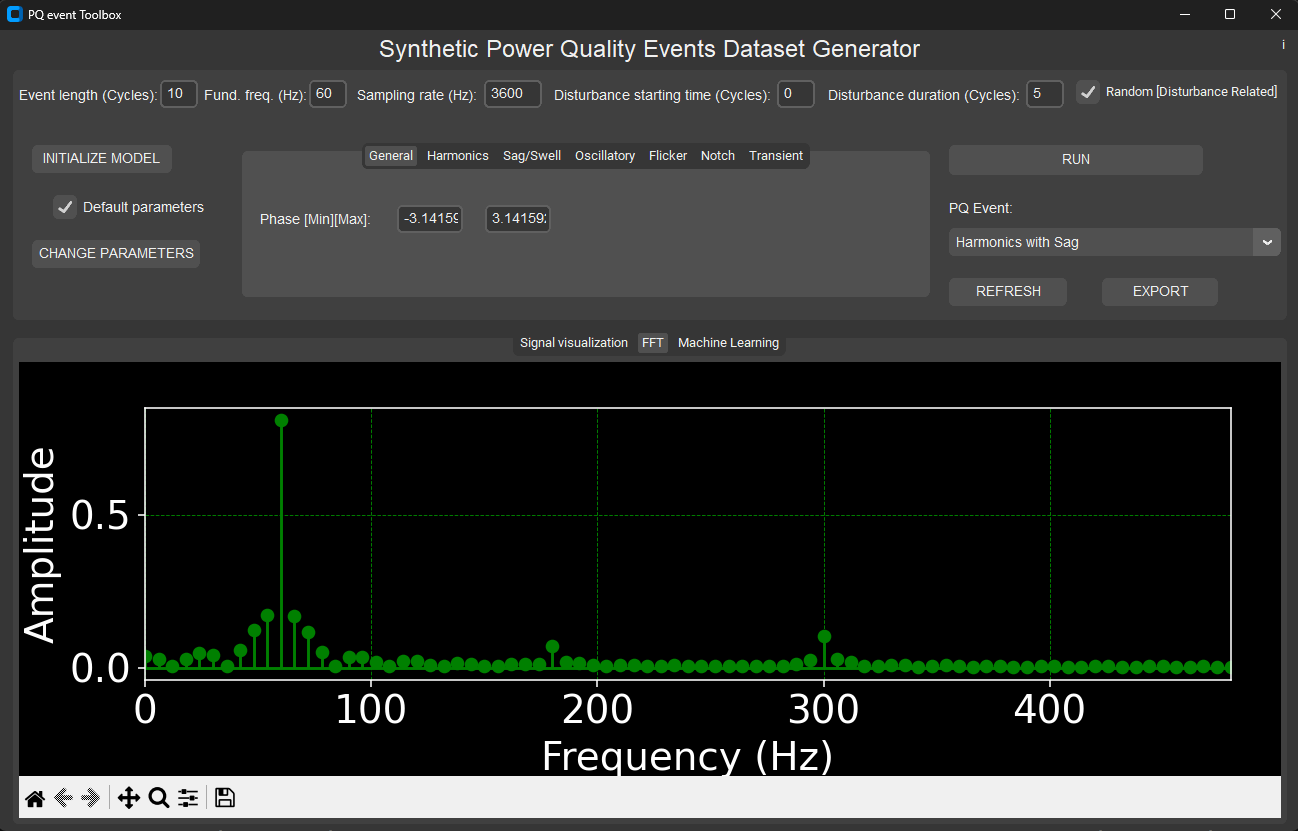 PQ event Toolbox
Synthetic Power Quality Events Dataset Generator
i
Event length (Cycles): 10 Fund. freq. (Hz): 60 Sampling rate (Hz): 3600 Disturbance starting time (Cycles): 0 Disturbance duration (Cycles): 5 Random [Disturbance Related]
INITIALIZE MODEL
Default parameters
CHANGE PARAMETERS
General Harmonics Sag/Swell Oscillatory Flicker Notch Transient
Phase [Min][Max]: -3.14159 3.14159
RUN
PQ Event:
Harmonics with Sag
REFRESH EXPORT
Signal visualization FFT Machine Learning
Amplitude
0.5
0.0
0 100 200 300 400
Frequency (Hz)